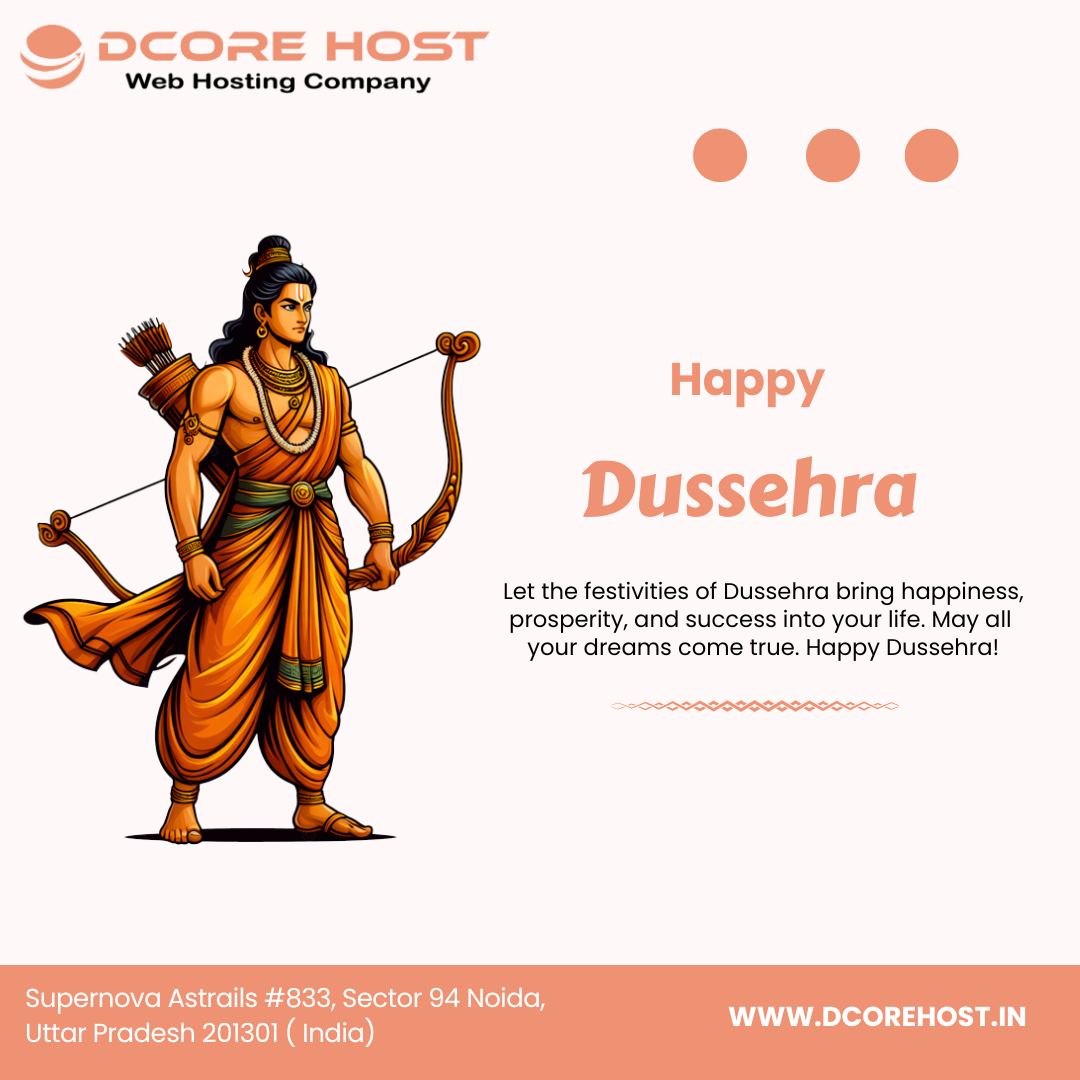 DCORE HOST
Web Hosting Company
Happy
Dussehra
Let the festivities of Dussehra bring happiness,
prosperity, and success into your life. May all
your dreams come true. Happy Dussehra!
Supernova Astrails #833, Sector 94 Noida,
Uttar Pradesh 201301 ( India)
WWW.DCOREHOST.IN